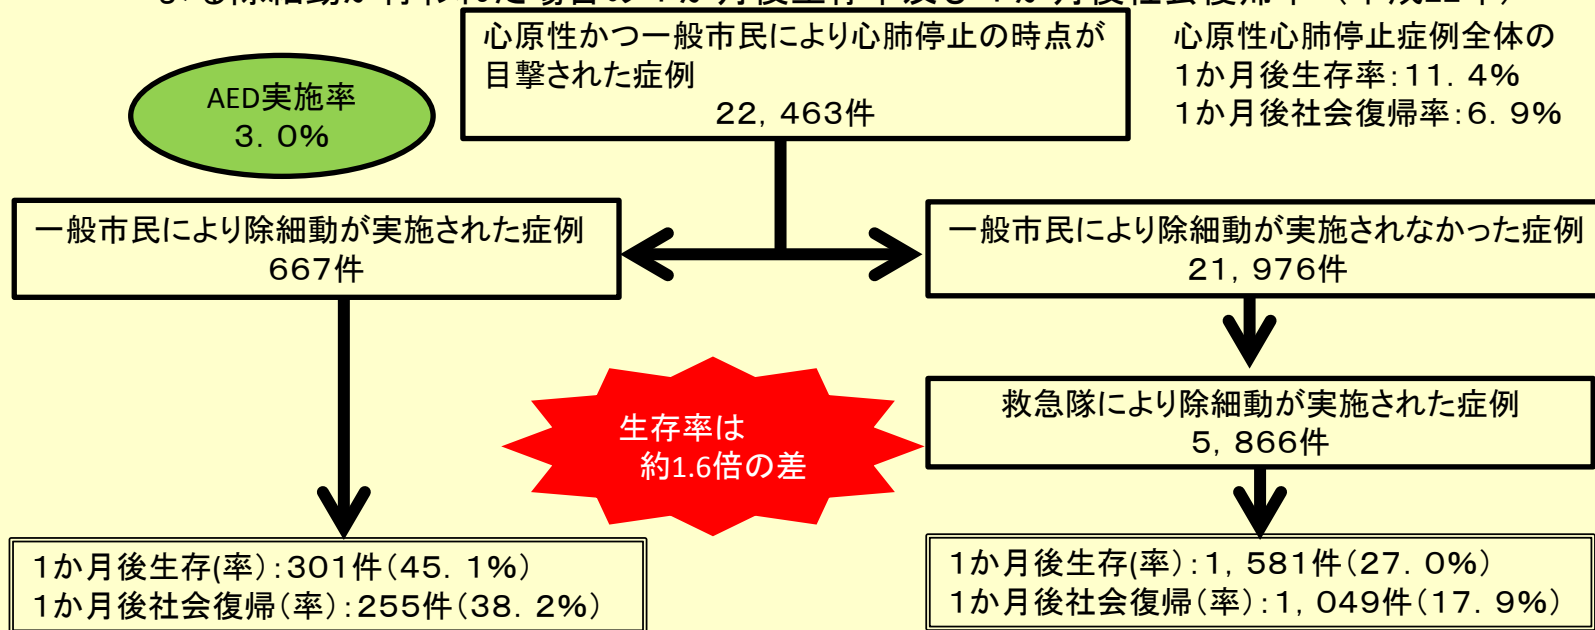 心原性かつ一般市民により心肺停止の時点が
目撃された症例
22,463件
心原性心肺停止症例全体の
1か月後生存率:11.4%
1か月後社会復帰率:6.9%
AED実施率
3.0%
一般市民により除細動が実施された症例
667件
一般市民により除細動が実施されなかった症例
21,976件
救急隊により除細動が実施された症例
5,866件
生存率は
約1.6倍の差
1か月後生存(率):301件(45.1%)
1か月後社会復帰(率):255件(38.2%)
1か月後生存(率):1,581件(27.0%)
1か月後社会復帰(率):1,049件(17.9%)